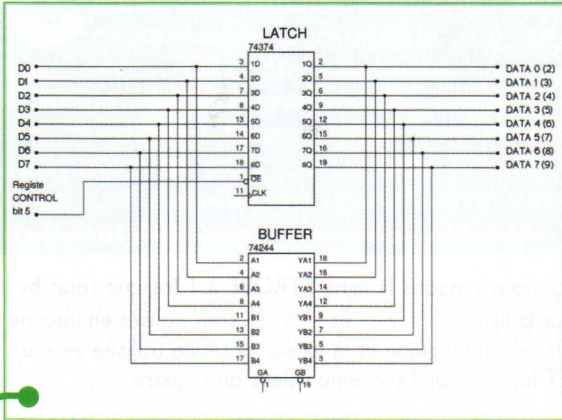 LATCH
74374
D0 3 1D 1Q 2 DATA 0 (2)
D1 4 2D 2Q 5 DATA 1 (3)
D2 7 3D 3Q 6 DATA 2 (4)
D3 8 4D 4Q 9 DATA 3 (5)
D4 13 5D 5Q 12 DATA 4 (6)
D5 14 6D 6Q 15 DATA 5 (7)
D6 17 7D 7Q 16 DATA 6 (8)
D7 18 8D 8Q 19 DATA 7 (9)
1 OE
11 CLK
Registe
CONTROL
bit 5
BUFFER
74244
2 A1 YA1 18
4 A2 YA2 16
6 A3 YA3 14
8 A4 YA4 12
11 B1 YB1 9
13 B2 YB2 7
15 B3 YB3 5
17 B4 YB4 3
GA GB
1 19